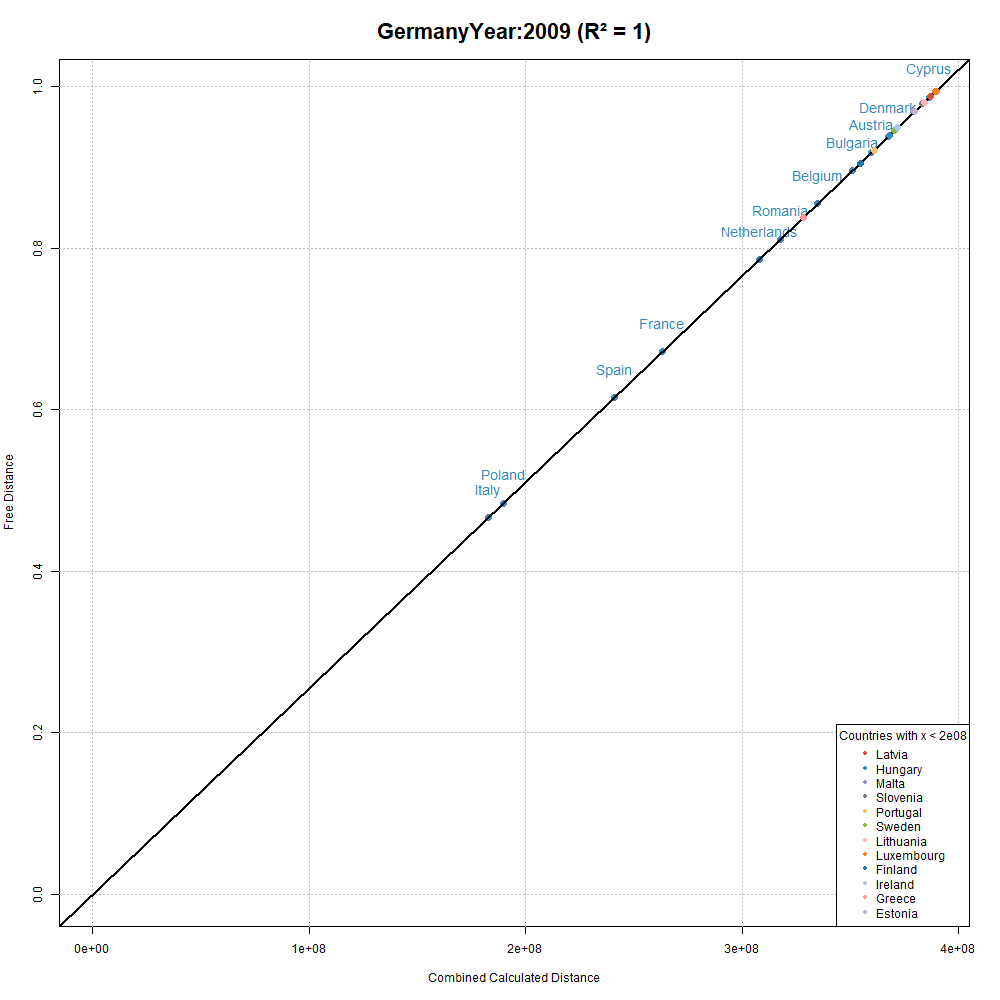 GermanyYear:2009 (R² = 1)
Cyprus
Denmark
Austria
Bulgaria
Belgium
Romania
Netherlands
France
Spain
Poland
Italy
Free Distance
1.0
0.8
0.6
0.4
0.2
0.0
Countries with x < 2e08
Latvia
Hungary
Malta
Slovenia
Portugal
Sweden
Lithuania
Luxembourg
Finland
Ireland
Greece
Estonia
0e+00 1e+08 2e+08 3e+08 4e+08
Combined Calculated Distance